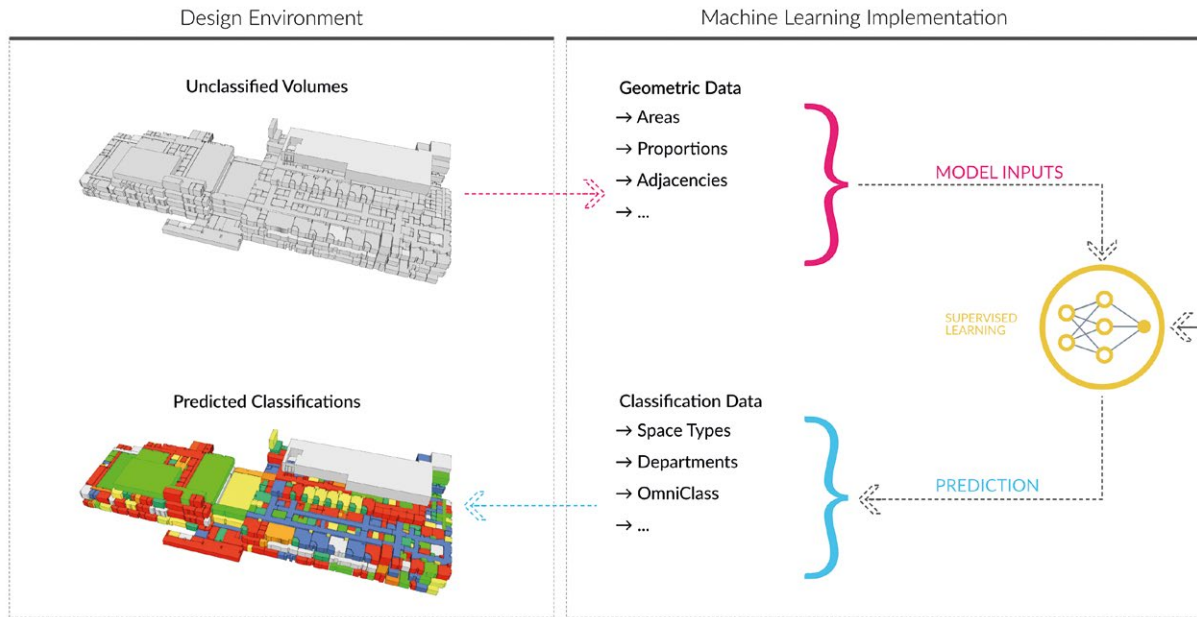 Design Environment
Machine Learning Implementation
Unclassified Volumes
Geometric Data
→ Areas
→ Proportions
→ Adjacencies
→ ...
MODEL INPUTS
SUPERVISED
LEARNING
Predicted Classifications
Classification Data
→ Space Types
→ Departments
→ OmniClass
→ ...
PREDICTION